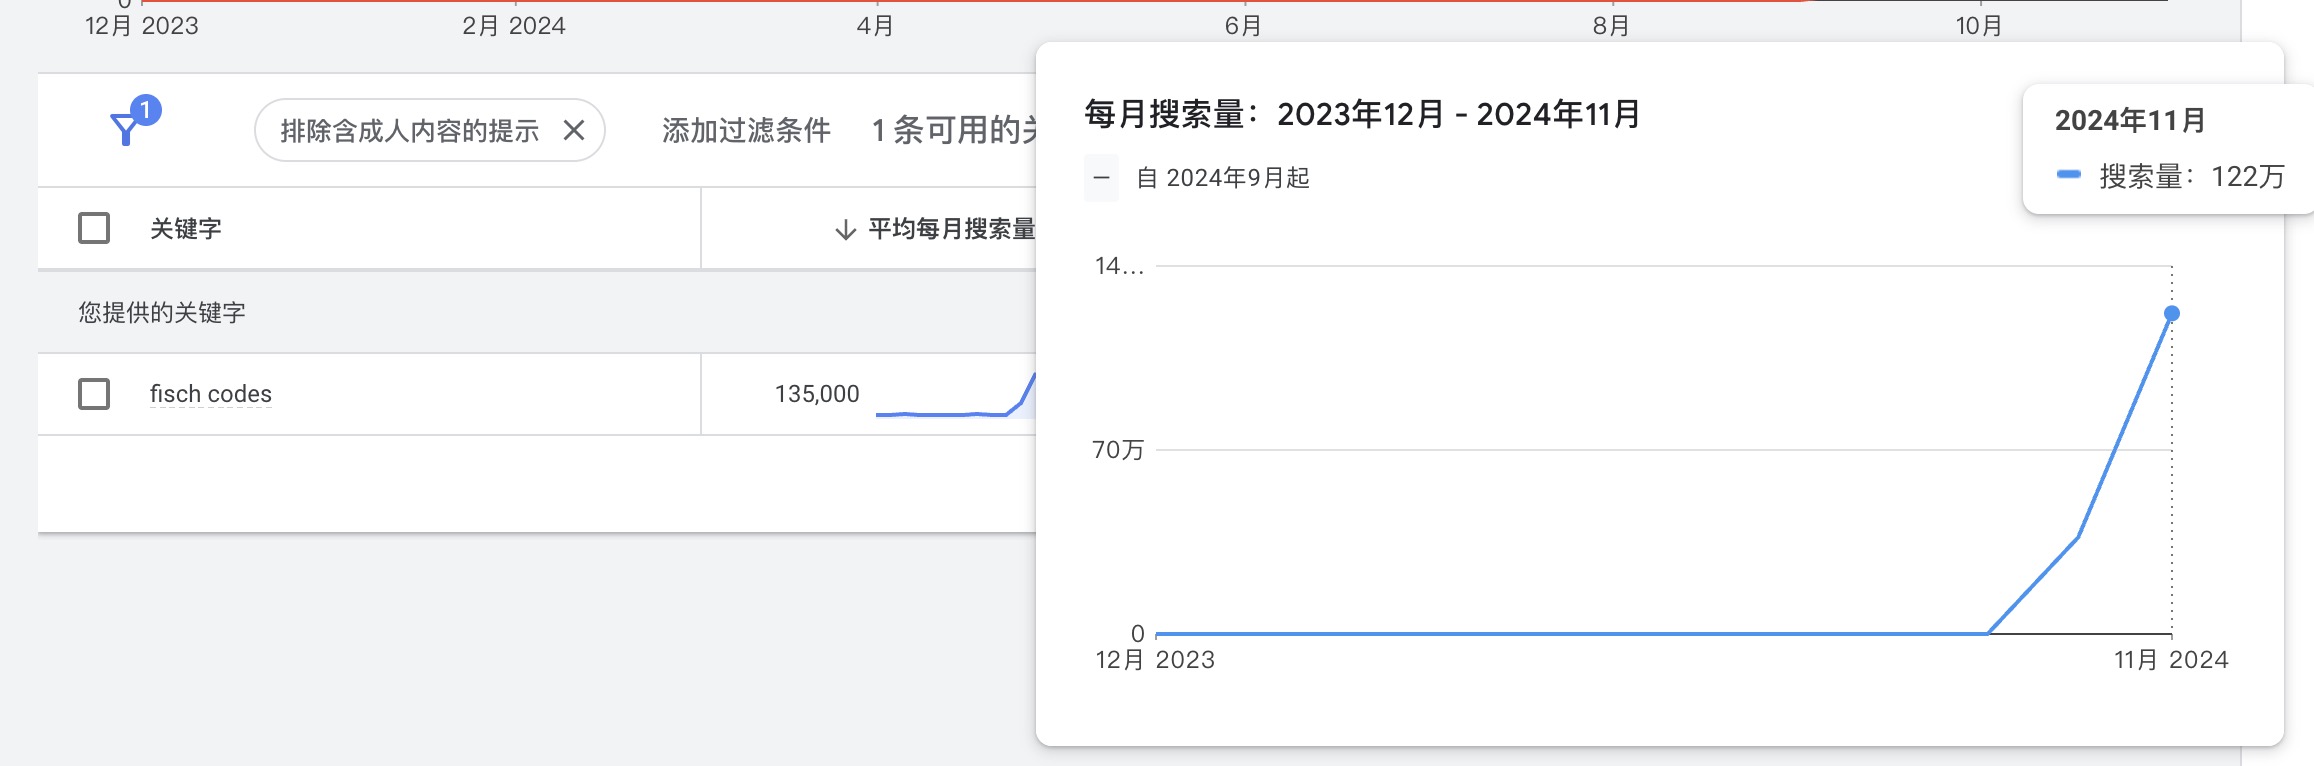 0
12月 2023
2月 2024
4月
6月
8月
10月
1
排除含成人内容的提示
添加过滤条件
1 条可用的
关键字
平均每月搜索量
您提供的关键字
fisch codes
135,000
每月搜索量：2023年12月 - 2024年11月
– 自 2024年9月起
2024年11月
搜索量：122万
14...
70万
0
12月 2023
11月 2024